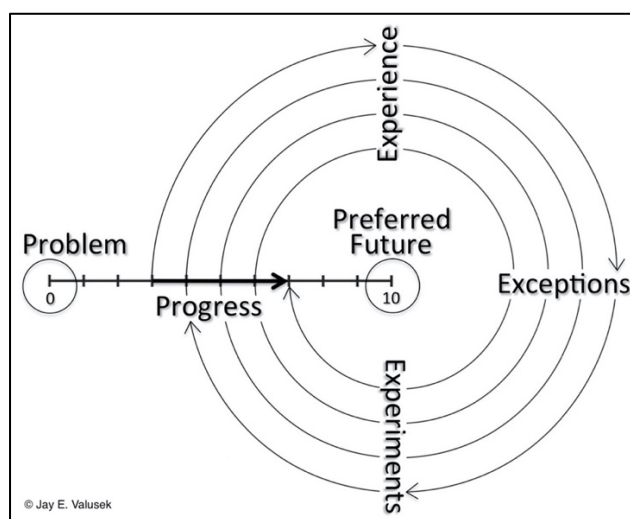 Experience
Problem
Preferred
Future
0
10
Progress
Exceptions
Experiments
© Jay E. Valusek